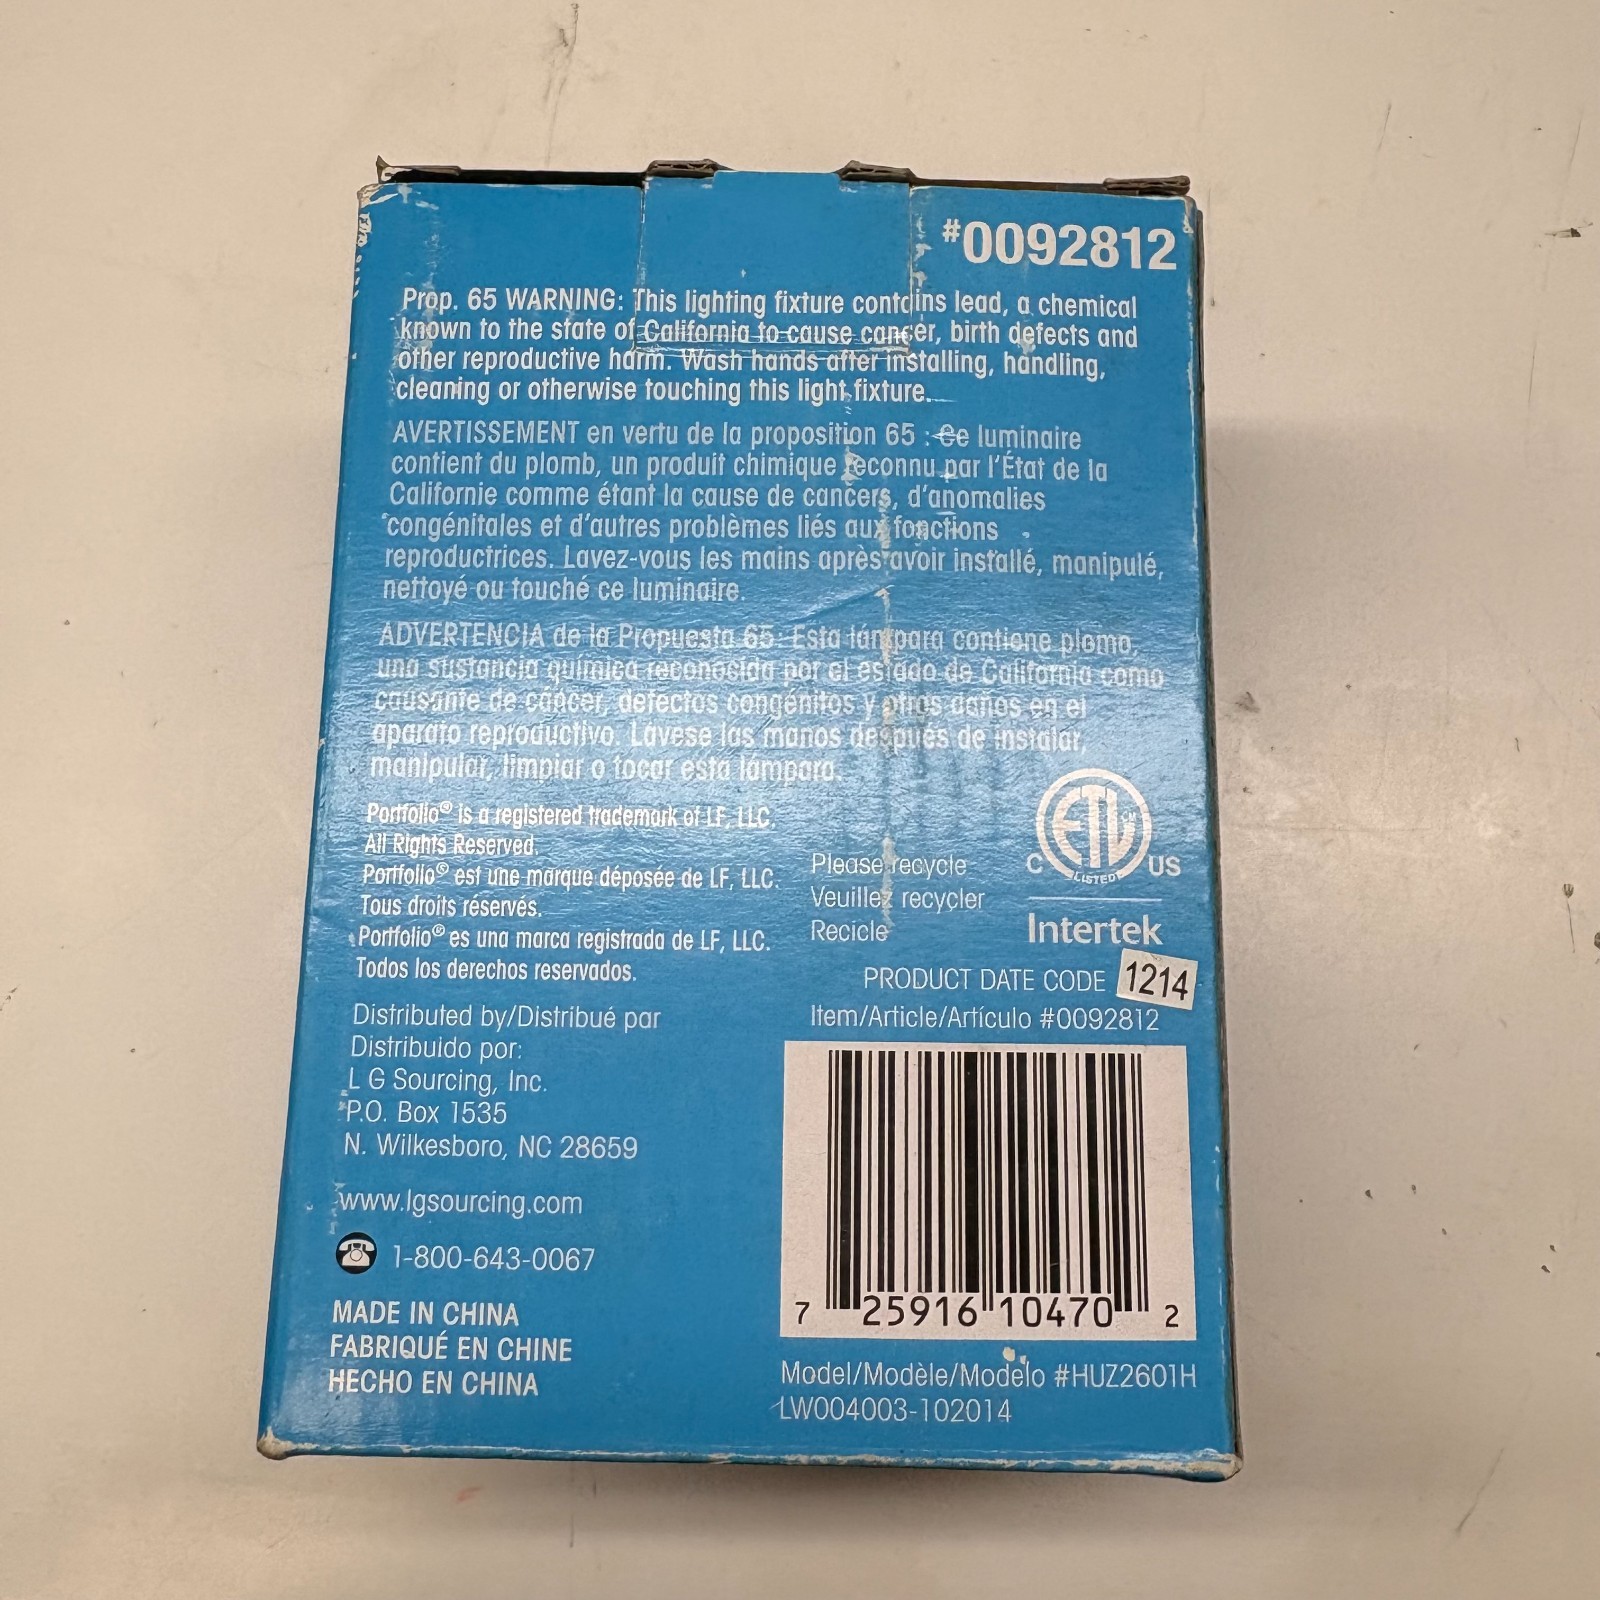 #0092812
Prop. 65 WARNING: This lighting fixture contains lead, a chemical
known to the state of California to cause cancer, birth defects and
other reproductive harm. Wash hands after installing, handling,
cleaning or otherwise touching this light fixture.
AVERTISSEMENT en vertu de la proposition 65 : Ce luminaire
contient du plomb, un produit chimique reconnu par l'État de la
Californie comme étant la cause de cancers, d'anomalies
congénitales et d'autres problèmes liés aux fonctions
reproductrices. Lavez-vous les mains après avoir installé, manipulé,
nettoyé ou touché ce luminaire.
ADVERTENCIA de la Propuesta 65: Esta lámpara contiene plomo,
una sustancia química reconocida por el estado de California como
causante de cáncer, defectos congénitos y otros daños en el
aparato reproductivo. Lávese las manos después de instalar,
manipular, limpiar o tocar esta lámpara.
Portfolio® is a registered trademark of LF, LLC.
All Rights Reserved.
Portfolio® est une marque déposée de LF, LLC.
Tous droits réservés.
Portfolio® es una marca registrada de LF, LLC.
Todos los derechos reservados.
Please recycle
Veuillez recycler
Recicle
ETL CM
C LISTED US
Intertek
PRODUCT DATE CODE 1214
Item/Article/Artículo #0092812
Distributed by/Distribué par
Distribuido por:
L G Sourcing, Inc.
P.O. Box 1535
N. Wilkesboro, NC 28659
www.lgsourcing.com
1-800-643-0067
MADE IN CHINA
FABRIQUÉ EN CHINE
HECHO EN CHINA
7 25916 10470 2
Model/Modèle/Modelo #HUZ2601H
LW004003-102014